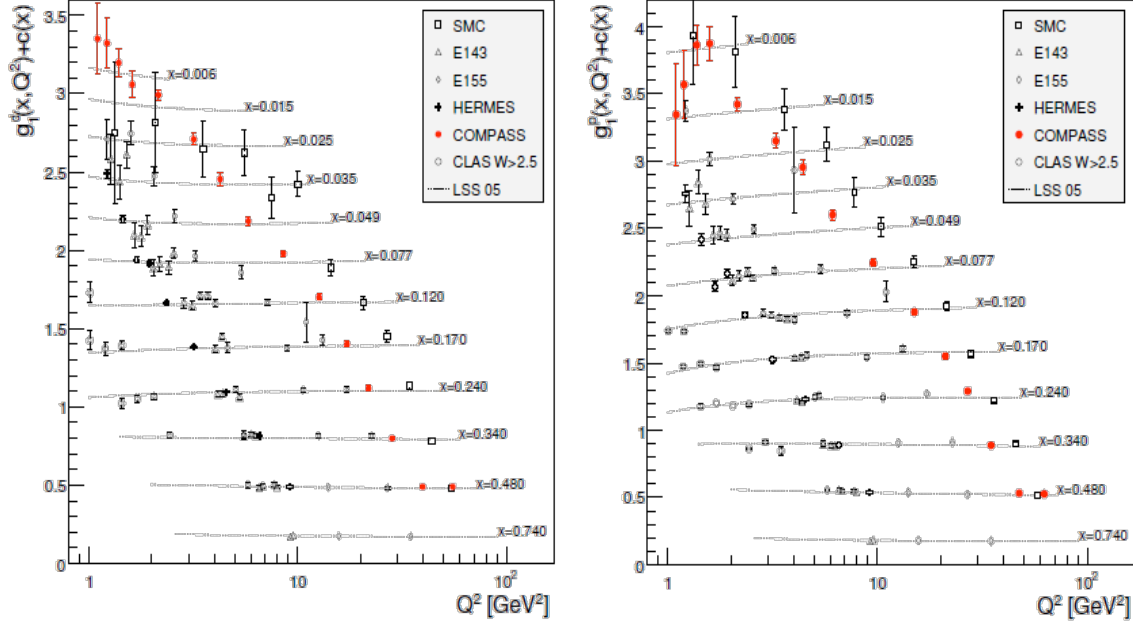 g₁ᵈ(x, Q²)+c(x)
3.5
3
2.5
2
1.5
1
0.5
0
SMC
E143
E155
HERMES
COMPASS
CLAS W>2.5
LSS 05
x=0.006
x=0.015
x=0.025
x=0.035
x=0.049
x=0.077
x=0.120
x=0.170
x=0.240
x=0.340
x=0.480
x=0.740
1
10
10²
Q² [GeV²]
g₁ᵖ(x, Q²)+c(x)
4
3.5
3
2.5
2
1.5
1
0.5
0
SMC
E143
E155
HERMES
COMPASS
CLAS W>2.5
LSS 05
x=0.006
x=0.015
x=0.025
x=0.035
x=0.049
x=0.077
x=0.120
x=0.170
x=0.240
x=0.340
x=0.480
x=0.740
1
10
10²
Q² [GeV²]